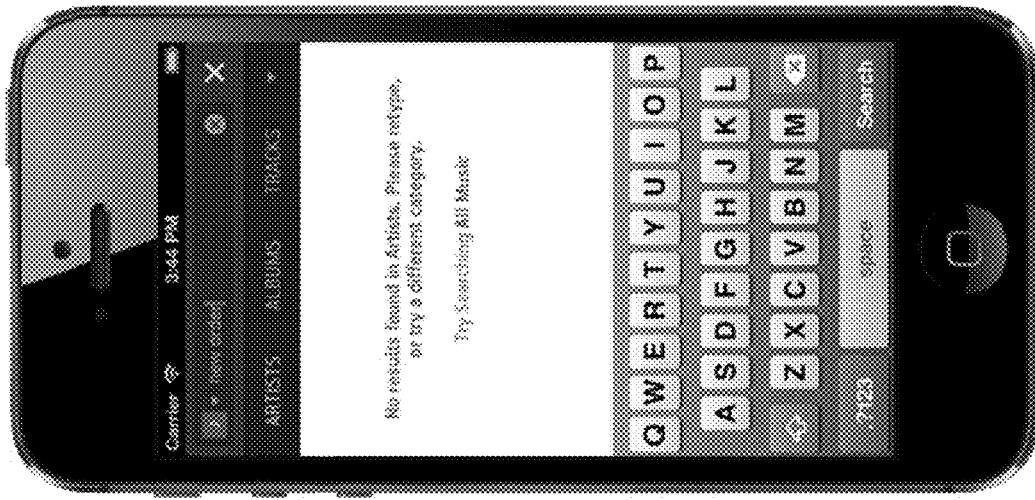 Carrier 3:44 PM
ARTISTS ALBUMS TRACKS
No results found in Artists. Please retype,
or try a different category.
Try Searching All Music
Q W E R T Y U I O P
A S D F G H J K L
Z X C V B N M
.?123 space Search